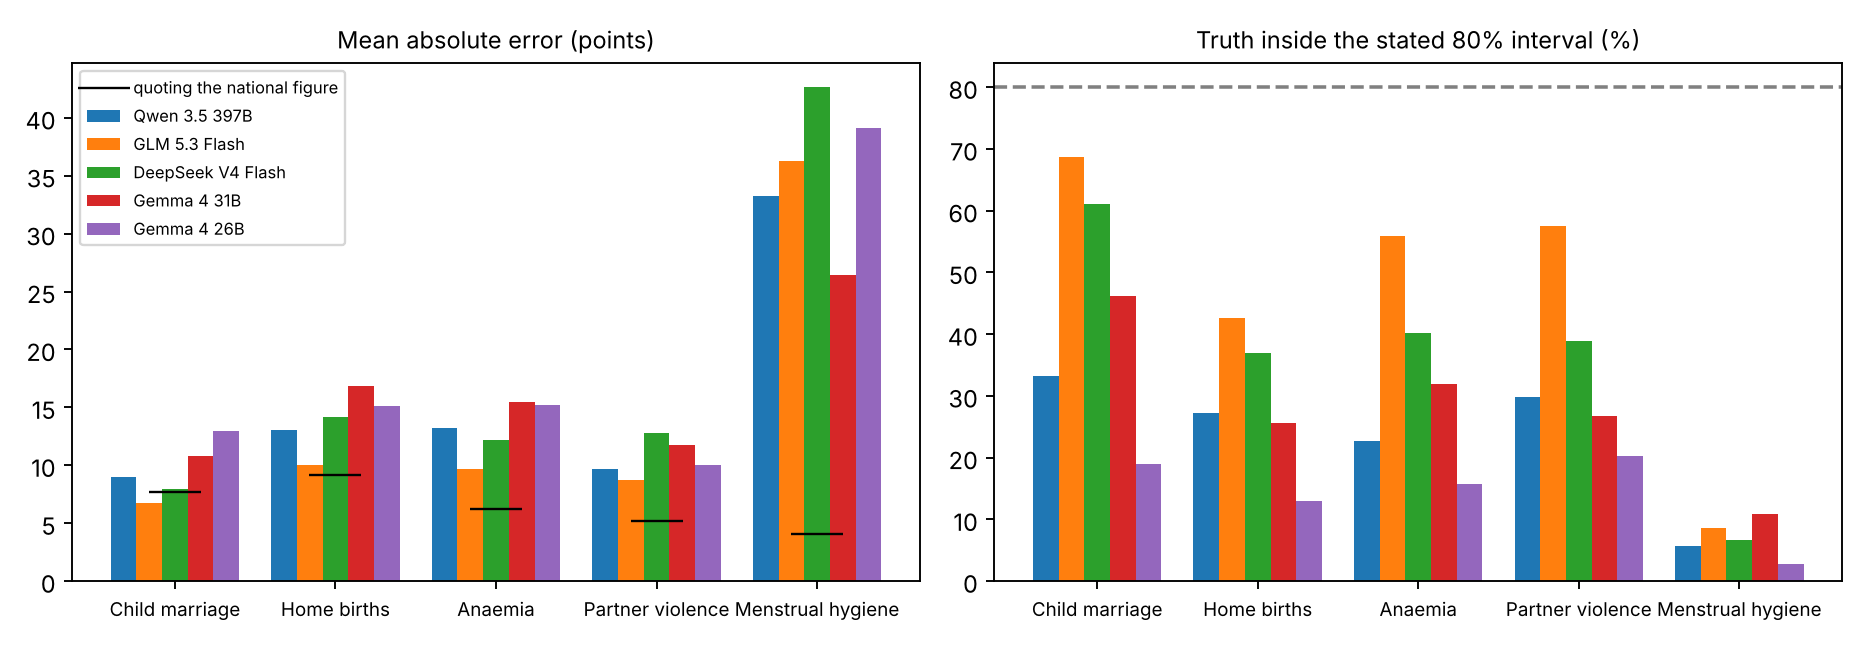 Mean absolute error (points)
quoting the national figure
Qwen 3.5 397B
GLM 5.3 Flash
DeepSeek V4 Flash
Gemma 4 31B
Gemma 4 26B
40
35
30
25
20
15
10
5
0
Child marriage
Home births
Anaemia
Partner violence
Menstrual hygiene
Truth inside the stated 80% interval (%)
80
70
60
50
40
30
20
10
0
Child marriage
Home births
Anaemia
Partner violence
Menstrual hygiene